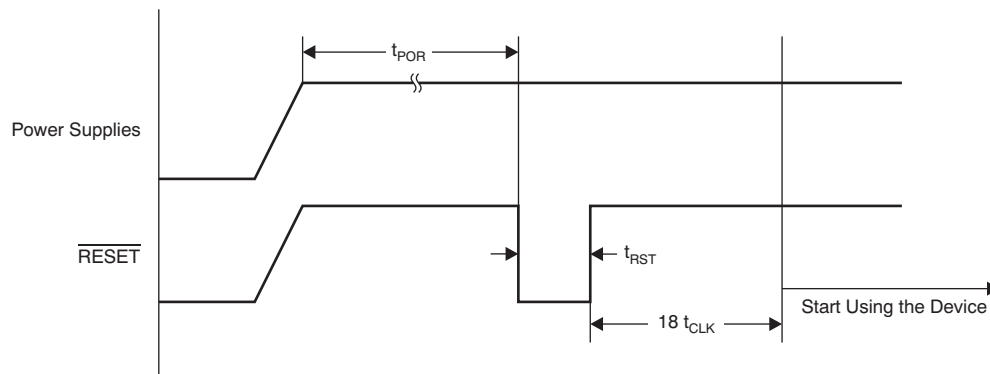 tPOR
Power Supplies
RESET
tRST
18 tCLK
Start Using the Device